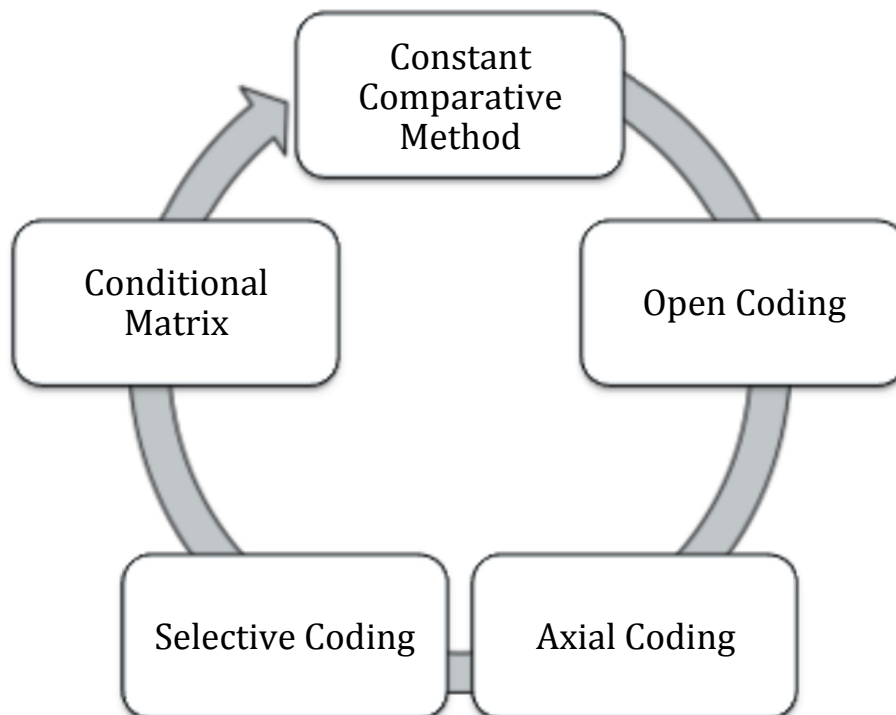 Constant
Comparative
Method
Open Coding
Axial Coding
Selective Coding
Conditional
Matrix